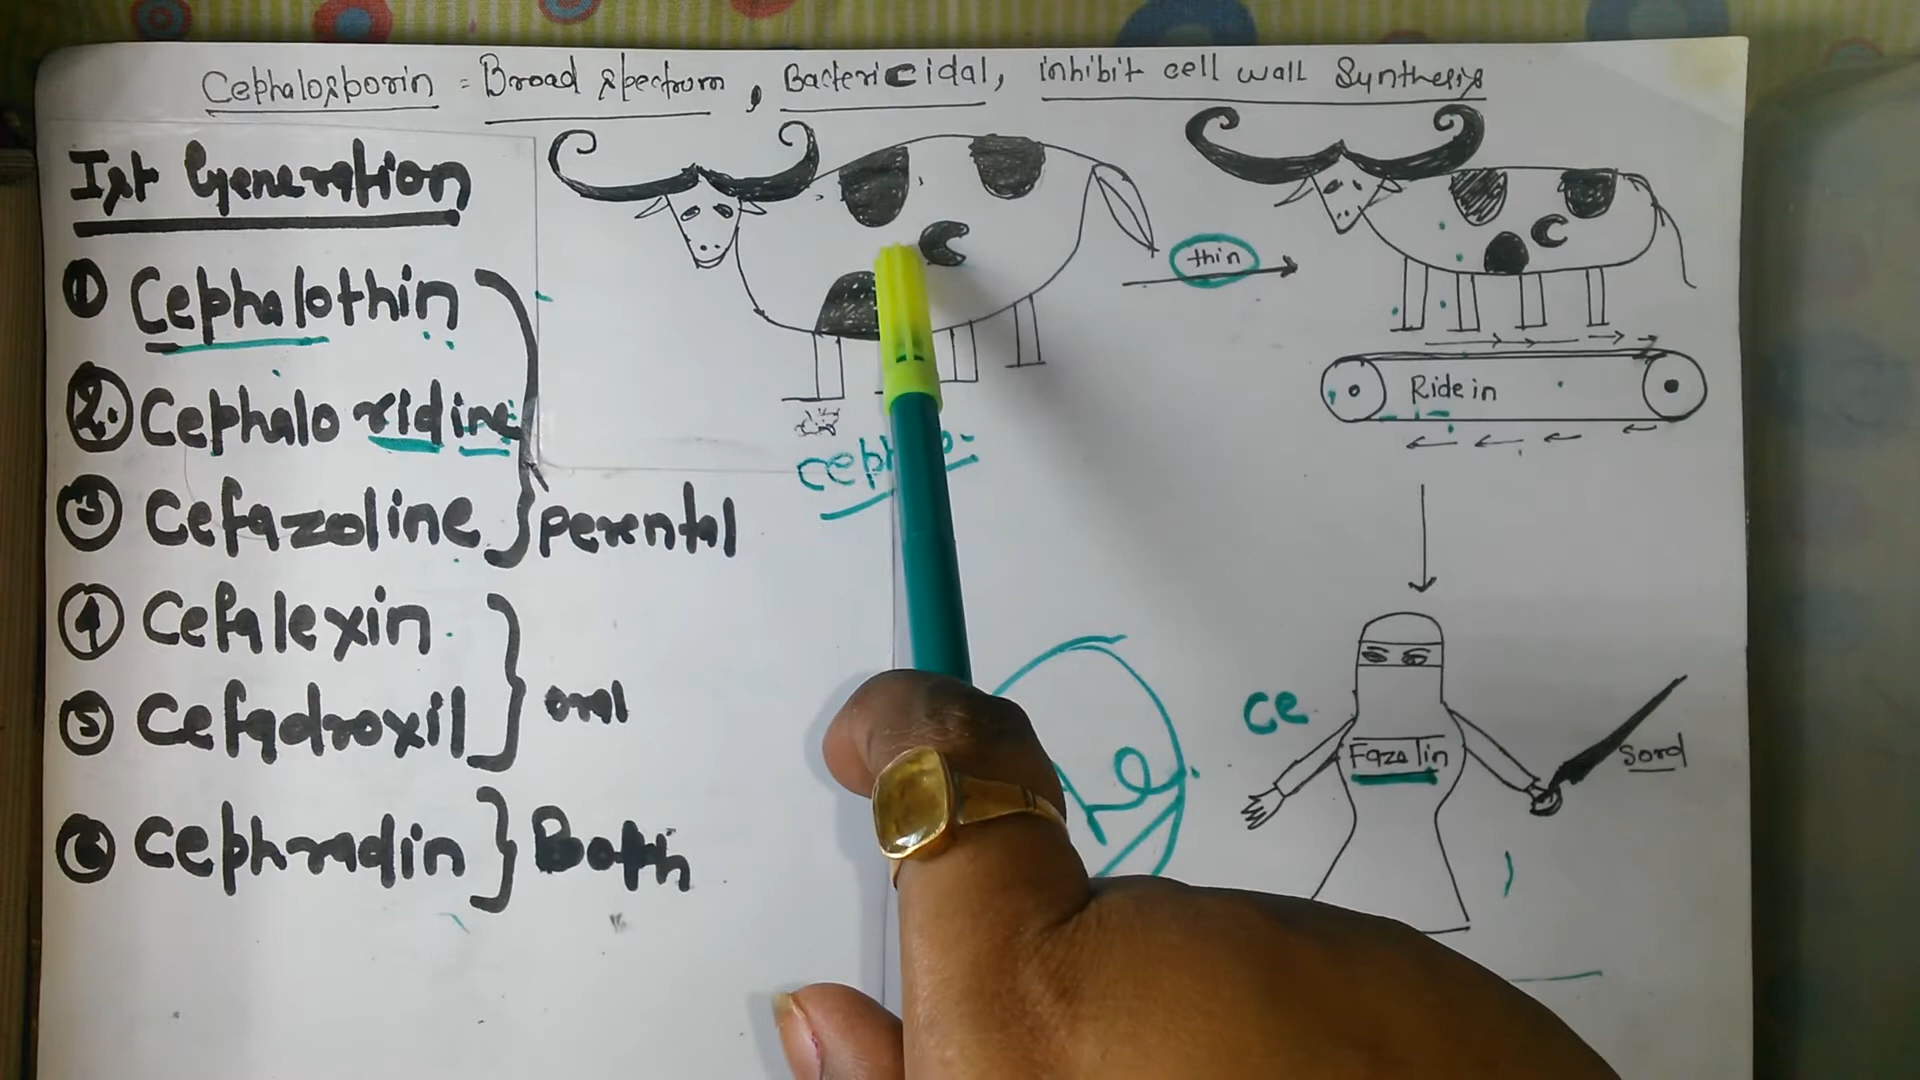 Cephalosporin = Broad spectrum, Bactericidal, inhibit cell wall Synthesis
Ist Generation
① Cephalothin
2. Cephaloridine
③ Cefazoline
perental
④ Cefalexin
⑤ Cefadroxil
oral
⑥ Cephradin
Both
thin
Ride in
ce
Fazolin
Sord